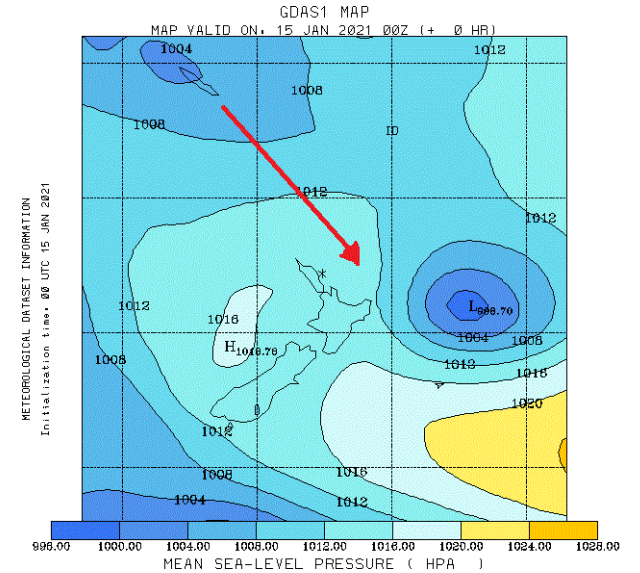 GDAS1 MAP
MAP VALID ON: 15 JAN 2021 00Z (+ 0 HR)
1004
1012
1008
1008
ID
1012
1012
1012
1016
L
1004
1008
H1018.78
1008
1012
1016
1020
1012
1008
1016
1004
1012
METEOROLOGICAL DATASET INFORMATION
Initialization time: 00 UTC 15 JAN 2021
996.00 1000.00 1004.00 1008.00 1012.00 1016.00 1020.00 1024.00 1028.00
MEAN SEA-LEVEL PRESSURE ( HPA )